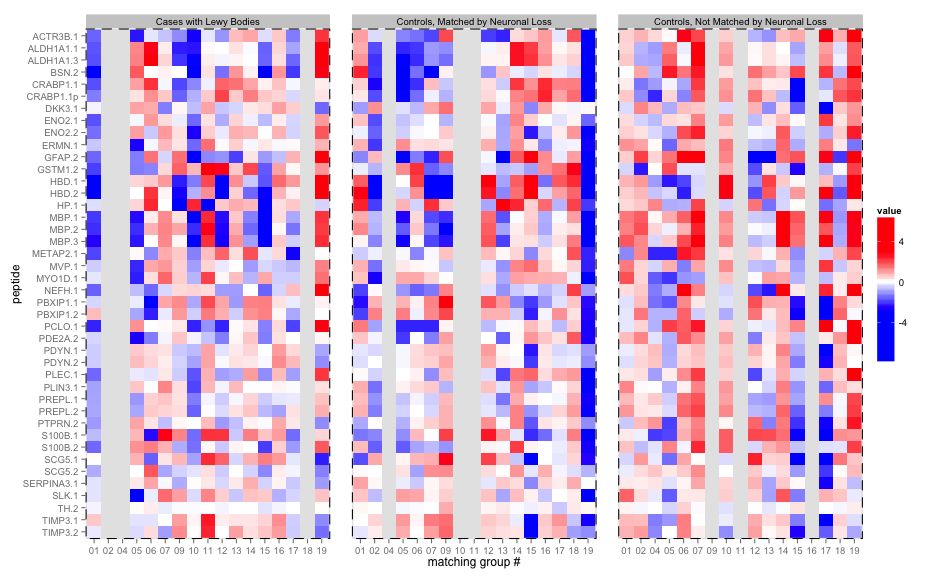 Cases with Lewy Bodies
Controls, Matched by Neuronal Loss
Controls, Not Matched by Neuronal Loss
ACTR3B.1
ALDH1A1.1
ALDH1A1.3
BSN.2
CRABP1.1
CRABP1.1p
DKK3.1
ENO2.1
ENO2.2
ERMN.1
GFAP.2
GSTM1.2
HBD.1
HBD.2
HP.1
MBP.1
MBP.2
MBP.3
METAP2.1
MVP.1
MYO1D.1
NEFH.1
PBXIP1.1
PBXIP1.2
PCLO.1
PDE2A.2
PDYN.1
PDYN.2
PLEC.1
PLIN3.1
PREPL.1
PREPL.2
PTPRN.2
S100B.1
S100B.2
SCG5.1
SCG5.2
SERPINA3.1
SLK.1
TH.2
TIMP3.1
TIMP3.2
peptide
01 02 04 05 06 07 09 10 11 12 13 14 15 16 17 18 19
01 02 04 05 06 07 09 10 11 12 13 14 15 16 17 18 19
01 02 04 05 06 07 09 10 11 12 13 14 15 16 17 18 19
matching group #
value
4
0
-4